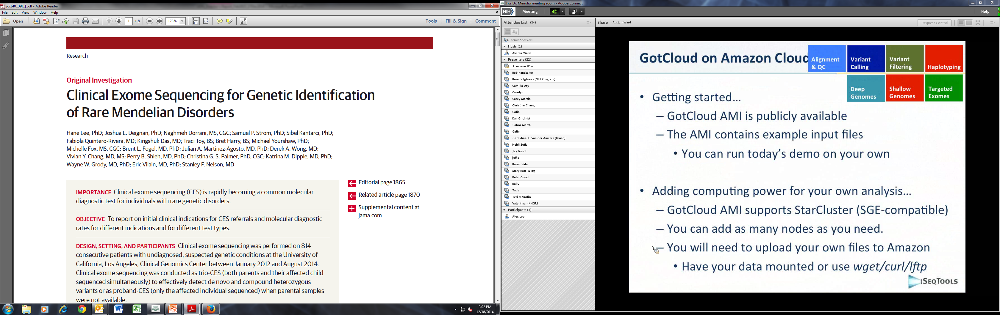 joi140139[1].pdf - Adobe Reader
File Edit View Window Help
Open
1 / 8
173%
Tools Fill & Sign Comment
Research
Original Investigation
Clinical Exome Sequencing for Genetic Identification
of Rare Mendelian Disorders
Hane Lee, PhD; Joshua L. Deignan, PhD; Naghmeh Dorrani, MS, CGC; Samuel P. Strom, PhD; Sibel Kantarci, PhD;
Fabiola Quintero-Rivera, MD; Kingshuk Das, MD; Traci Toy, BS; Bret Harry, BS; Michael Yourshaw, PhD;
Michelle Fox, MS, CGC; Brent L. Fogel, MD, PhD; Julian A. Martinez-Agosto, MD, PhD; Derek A. Wong, MD;
Vivian Y. Chang, MD, MS; Perry B. Shieh, MD, PhD; Christina G. S. Palmer, PhD, CGC; Katrina M. Dipple, MD, PhD;
Wayne W. Grody, MD, PhD; Eric Vilain, MD, PhD; Stanley F. Nelson, MD
IMPORTANCE Clinical exome sequencing (CES) is rapidly becoming a common molecular
diagnostic test for individuals with rare genetic disorders.
OBJECTIVE To report on initial clinical indications for CES referrals and molecular diagnostic
rates for different indications and for different test types.
DESIGN, SETTING, AND PARTICIPANTS Clinical exome sequencing was performed on 814
consecutive patients with undiagnosed, suspected genetic conditions at the University of
California, Los Angeles, Clinical Genomics Center between January 2012 and August 2014.
Clinical exome sequencing was conducted as trio-CES (both parents and their affected child
sequenced simultaneously) to effectively detect de novo and compound heterozygous
variants or as proband-CES (only the affected individual sequenced) when parental samples
were not available.
Editorial page 1865
Related article page 1870
Supplemental content at
jama.com
3:02 PM
12/18/2014
For Dr. Manolio meeting room - Adobe Connect
NIH Meeting Help
Attendee List (24)
Active Speakers
Hosts (1)
Alistair Ward
Presenters (22)
Anastasia Wise
Bob Handsaker
Brenda Iglesias (NIH Program)
Camilla Day
Carolyn
Casey Martin
Christine Chang
Colin
Dan Gilchrist
Gabor Marth
Galin
Geraldine A. Van der Auwera (Broad)
Heidi Sofia
Jay Mashl
jeff s
Karan Vahi
Mary Kate WIng
Peter Good
Rajiv
Tade
Teri Manolio
Valentina - NHGRI
Participants (1)
Alex Lee
Share - Alistair Ward
Request Control
GotCloud on Amazon Cloud
Alignment
& QC
Variant
Calling
Variant
Filtering
Haplotyping
Deep
Genomes
Shallow
Genomes
Targeted
Exomes
• Getting started...
– GotCloud AMI is publicly available
– The AMI contains example input files
• You can run today's demo on your own
• Adding computing power for your own analysis...
– GotCloud AMI supports StarCluster (SGE-compatible)
– You can add as many nodes as you need.
– You will need to upload your own files to Amazon
• Have your data mounted or use wget/curl/lftp
iSEQTOOLS